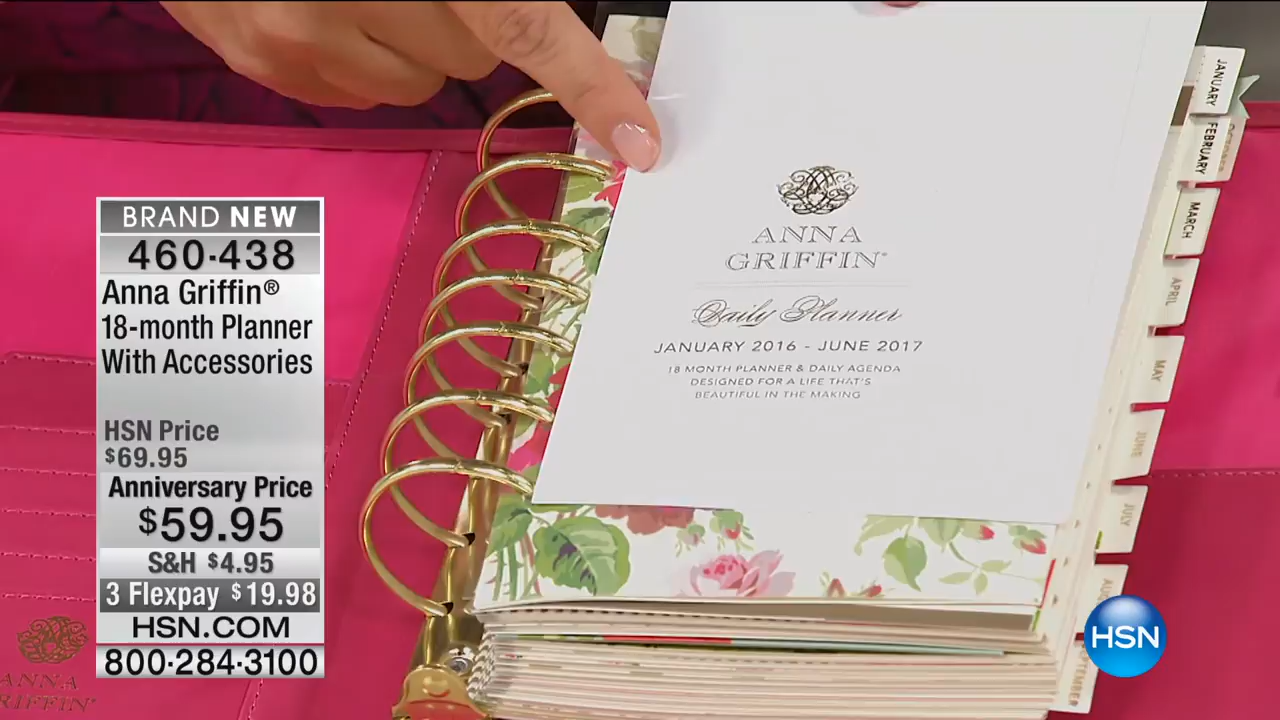 BRAND NEW
460-438
Anna Griffin®
18-month Planner
With Accessories
HSN Price
$69.95
Anniversary Price
$59.95
S&H $4.95
3 Flexpay $19.98
HSN.COM
800-284-3100
ANNA
GRIFFIN®
Daily Planner
JANUARY 2016 - JUNE 2017
18 MONTH PLANNER & DAILY AGENDA
DESIGNED FOR A LIFE THAT'S
BEAUTIFUL IN THE MAKING
JANUARY
FEBRUARY
MARCH
APRIL
MAY
JUNE
JULY
HSN
ANNA